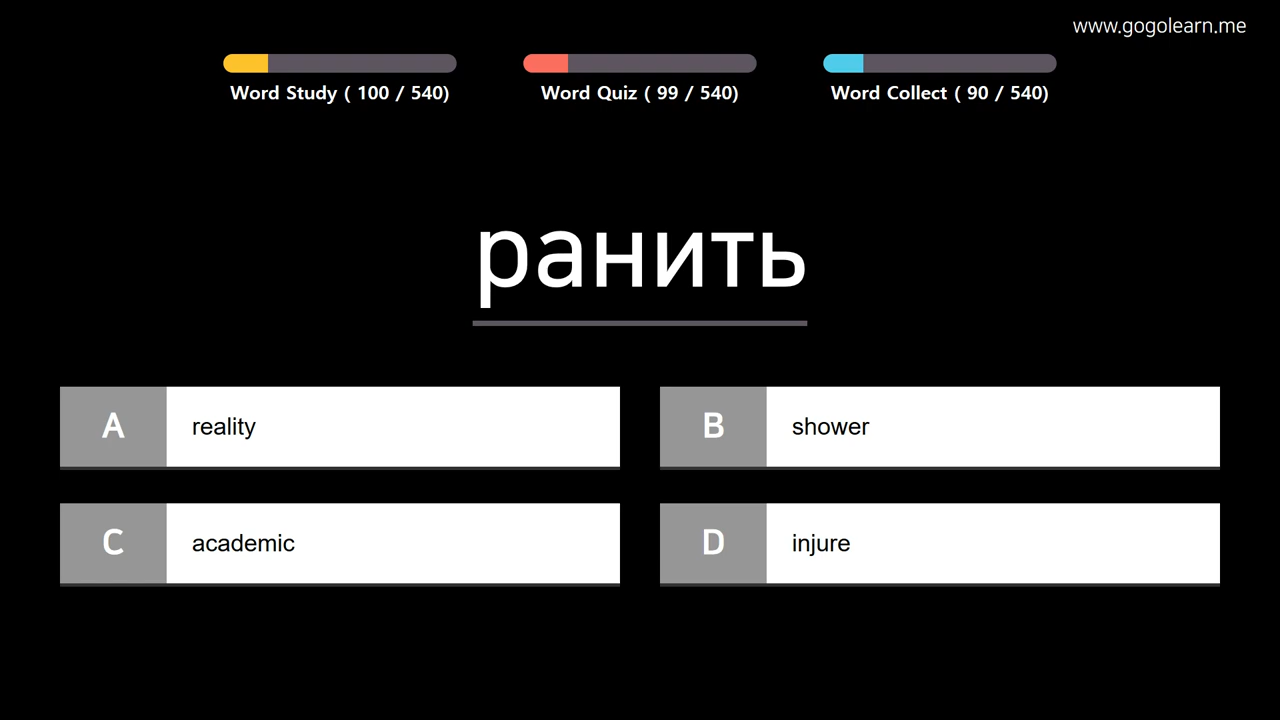 www.gogolearn.me
Word Study ( 100 / 540)
Word Quiz ( 99 / 540)
Word Collect ( 90 / 540)
ранить
A reality
B shower
C academic
D injure